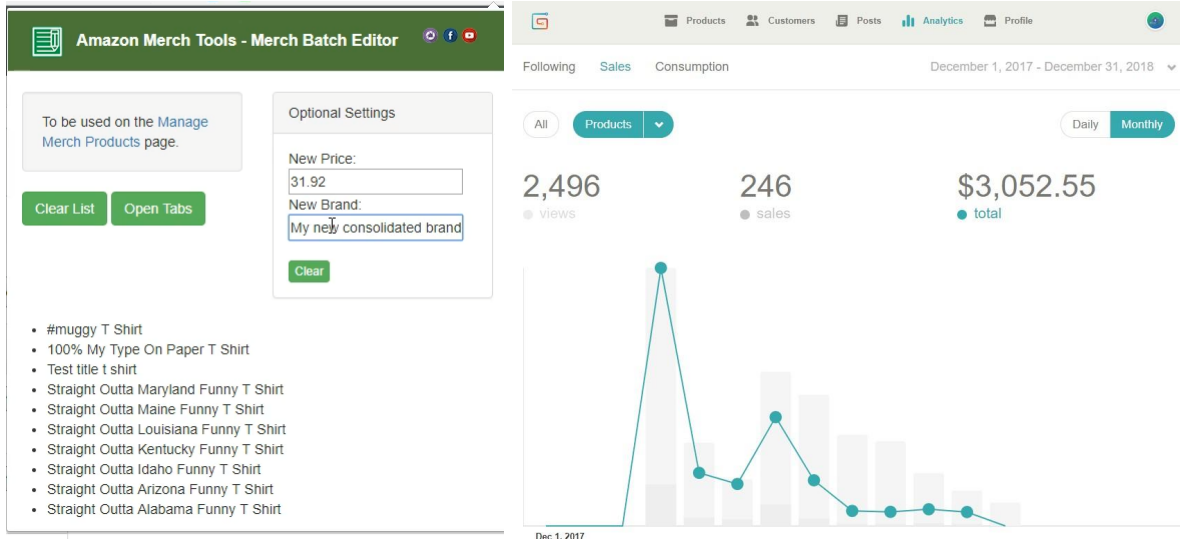 Amazon Merch Tools - Merch Batch Editor
To be used on the Manage
Merch Products page.
Clear List
Open Tabs
Optional Settings
New Price:
31.92
New Brand:
My new consolidated brand
Clear
#muggy T Shirt
100% My Type On Paper T Shirt
Test title t shirt
Straight Outta Maryland Funny T Shirt
Straight Outta Maine Funny T Shirt
Straight Outta Louisiana Funny T Shirt
Straight Outta Kentucky Funny T Shirt
Straight Outta Idaho Funny T Shirt
Straight Outta Arizona Funny T Shirt
Straight Outta Alabama Funny T Shirt
Products Customers Posts Analytics Profile
Following Sales Consumption December 1, 2017 - December 31, 2018
All Products Daily Monthly
2,496 246 $3,052.55
views sales total
Dec 1, 2017